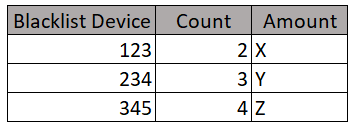 Blacklist Device Count Amount
123 2 X
234 3 Y
345 4 Z